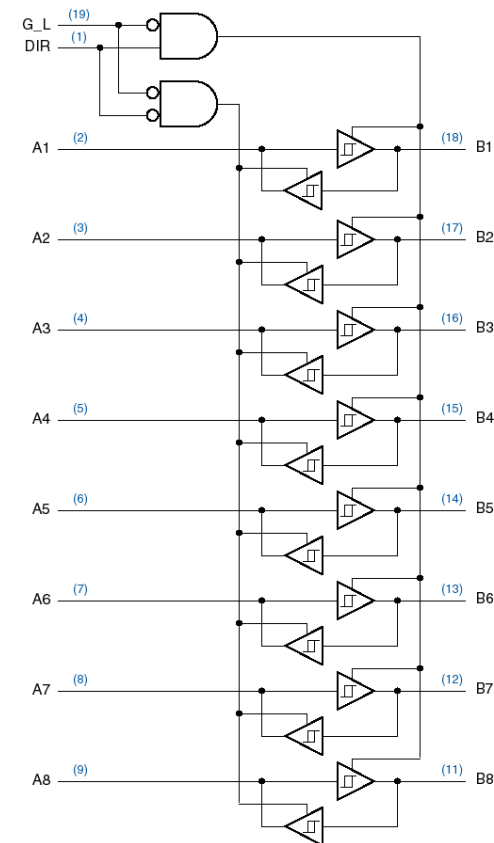 G_L (19)
DIR (1)
A1 (2) (18) B1
A2 (3) (17) B2
A3 (4) (16) B3
A4 (5) (15) B4
A5 (6) (14) B5
A6 (7) (13) B6
A7 (8) (12) B7
A8 (9) (11) B8